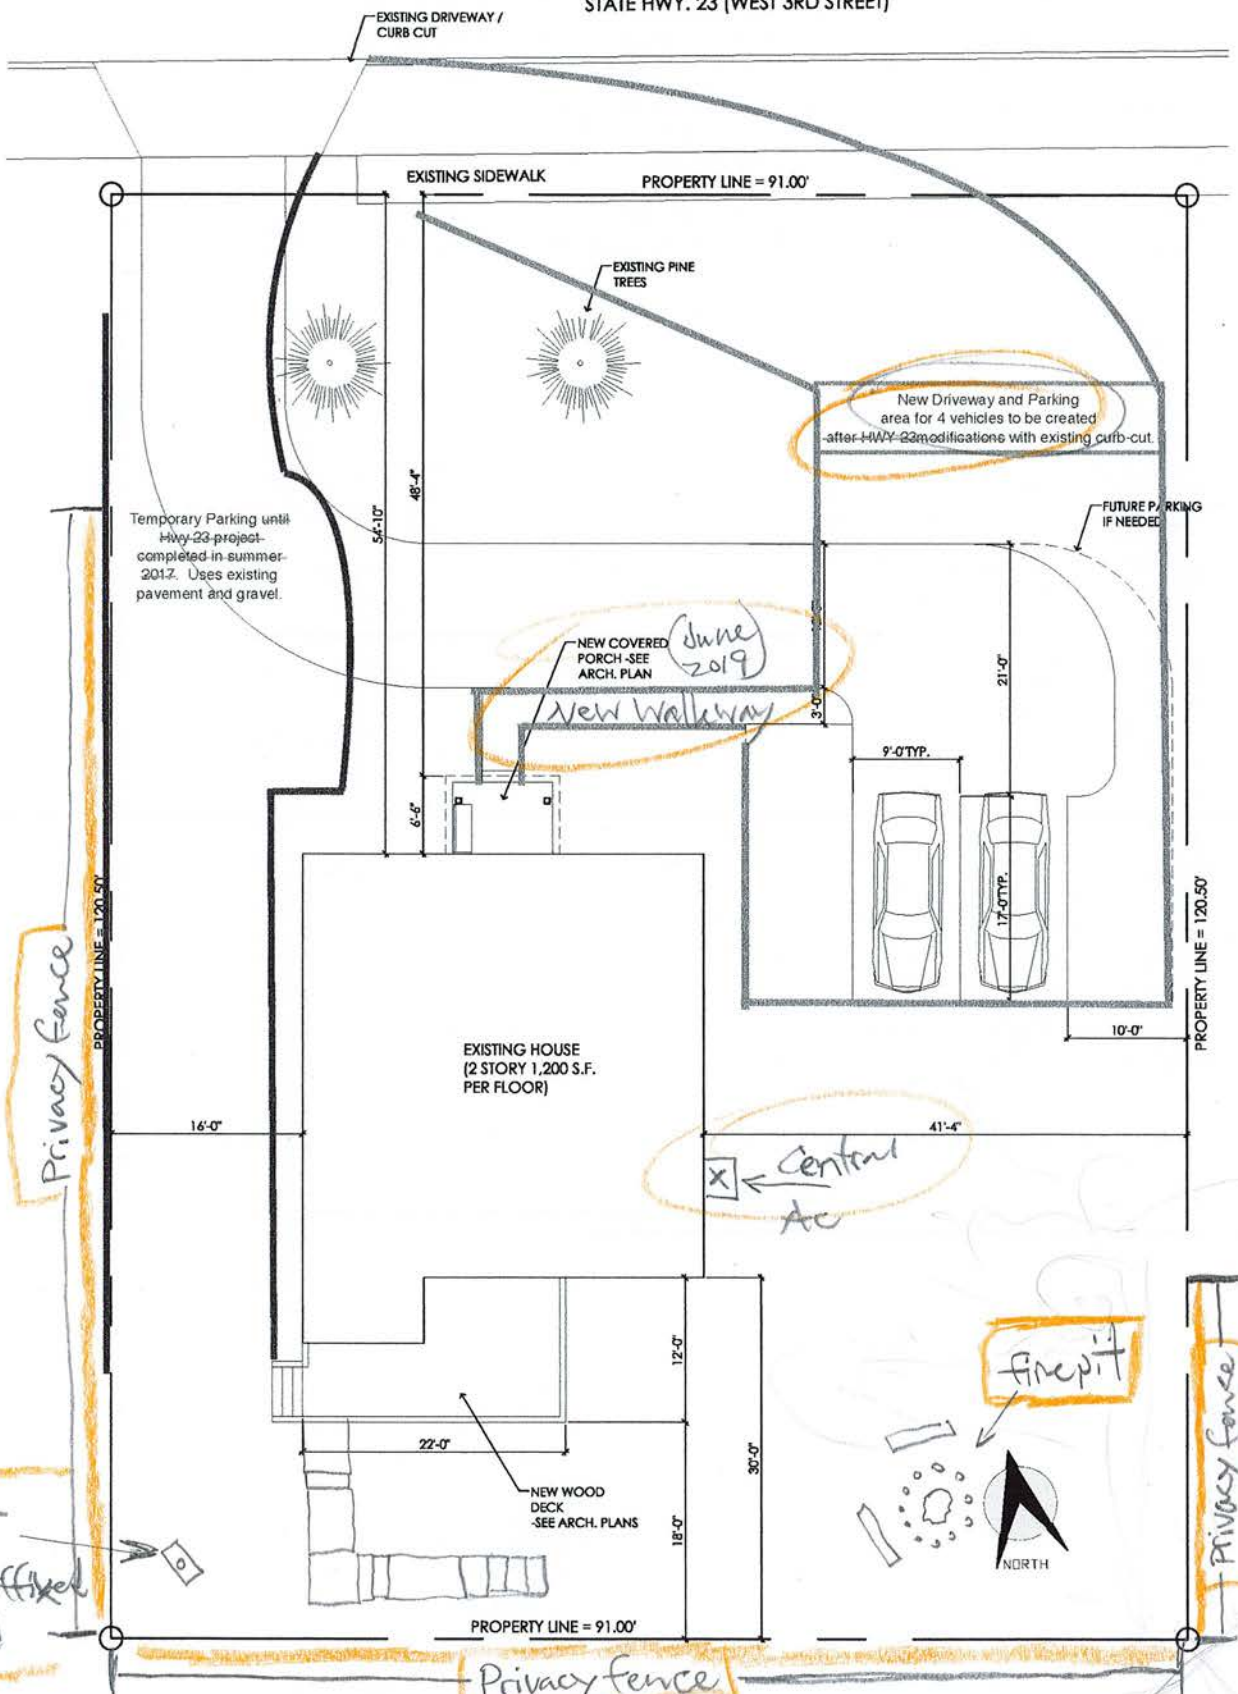 STATE HWY. 23 (WEST 3RD STREET)
EXISTING DRIVEWAY /
CURB CUT
EXISTING SIDEWALK
PROPERTY LINE = 91.00'
EXISTING PINE
TREES
New Driveway and Parking
area for 4 vehicles to be created
after HWY 23modifications with existing curb-cut.
48'-4"
54'-10"
FUTURE PARKING
IF NEEDED
Temporary Parking until
Hwy 23 project
completed in summer
2017. Uses existing
pavement and gravel.
NEW COVERED
PORCH -SEE
ARCH. PLAN
(June
2019)
New Walkway
21'-0"
3'-0"
9'-0"TYP.
6'-6"
17'-0"TYP.
PROPERTY LINE = 120.50'
PROPERTY LINE = 120.50'
Privacy fence
10'-0"
EXISTING HOUSE
(2 STORY 1,200 S.F.
PER FLOOR)
16'-0"
41'-4"
X
Central
AC
firepit
12'-0"
22'-0"
30'-0"
18'-0"
NEW WOOD
DECK
-SEE ARCH. PLANS
NORTH
Privacy fence
PROPERTY LINE = 91.00'
Privacy fence